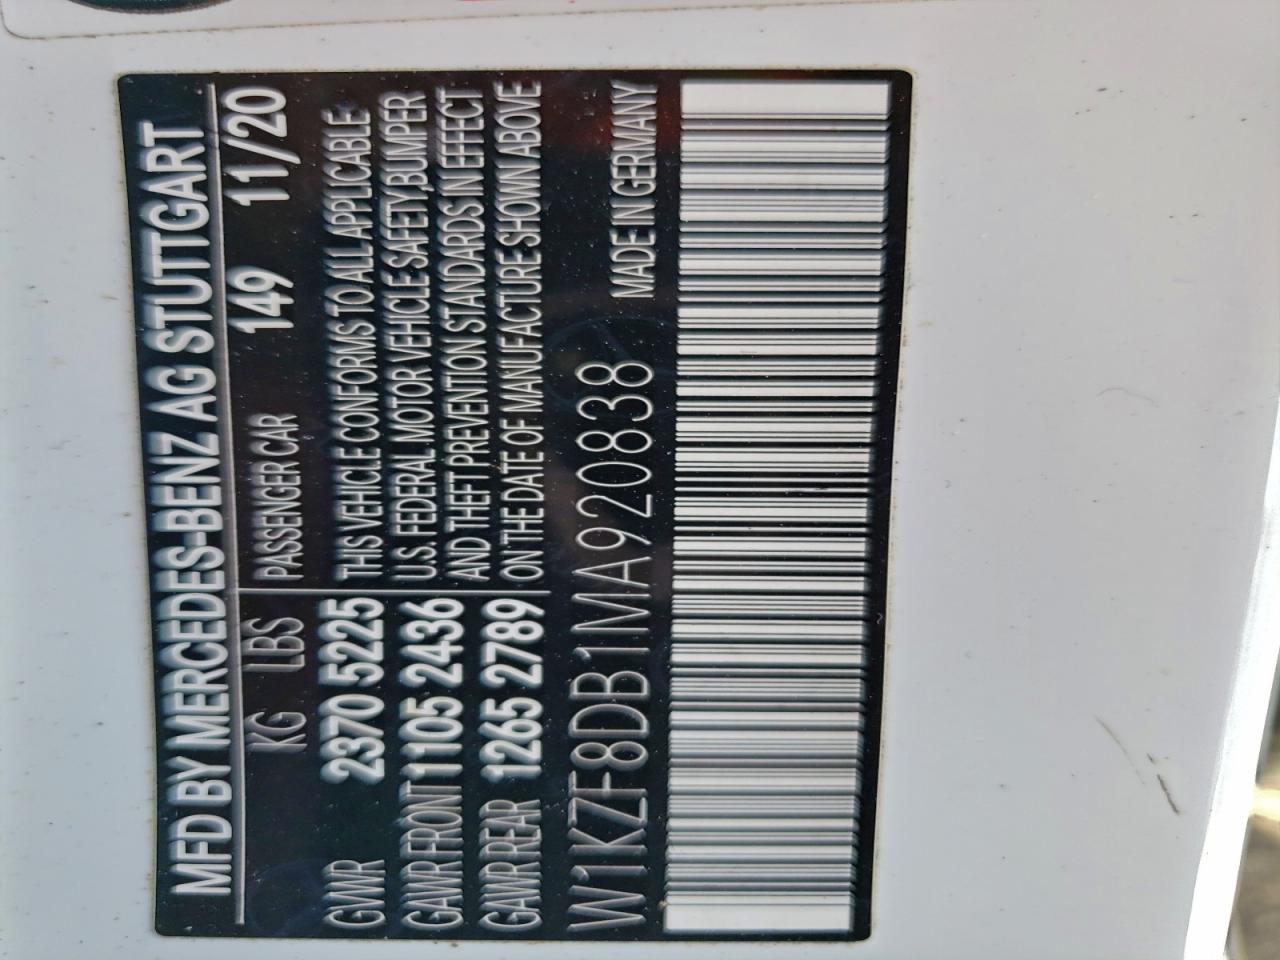 MFD BY MERCEDES-BENZ AG STUTTGART
KG LBS PASSENGER CAR 149 11/20
GWR 2370 5225 THIS VEHICLE CONFORMS TO ALL APPLICABLE
GAWR FRONT 1105 2436 U.S. FEDERAL MOTOR VEHICLE SAFETY,BUMPER
GAWR REAR 1265 2789 AND THEFT PREVENTION STANDARDS IN EFFECT
ON THE DATE OF MANUFACTURE SHOWN ABOVE
W1KZF8DB1MA920838 MADE IN GERMANY